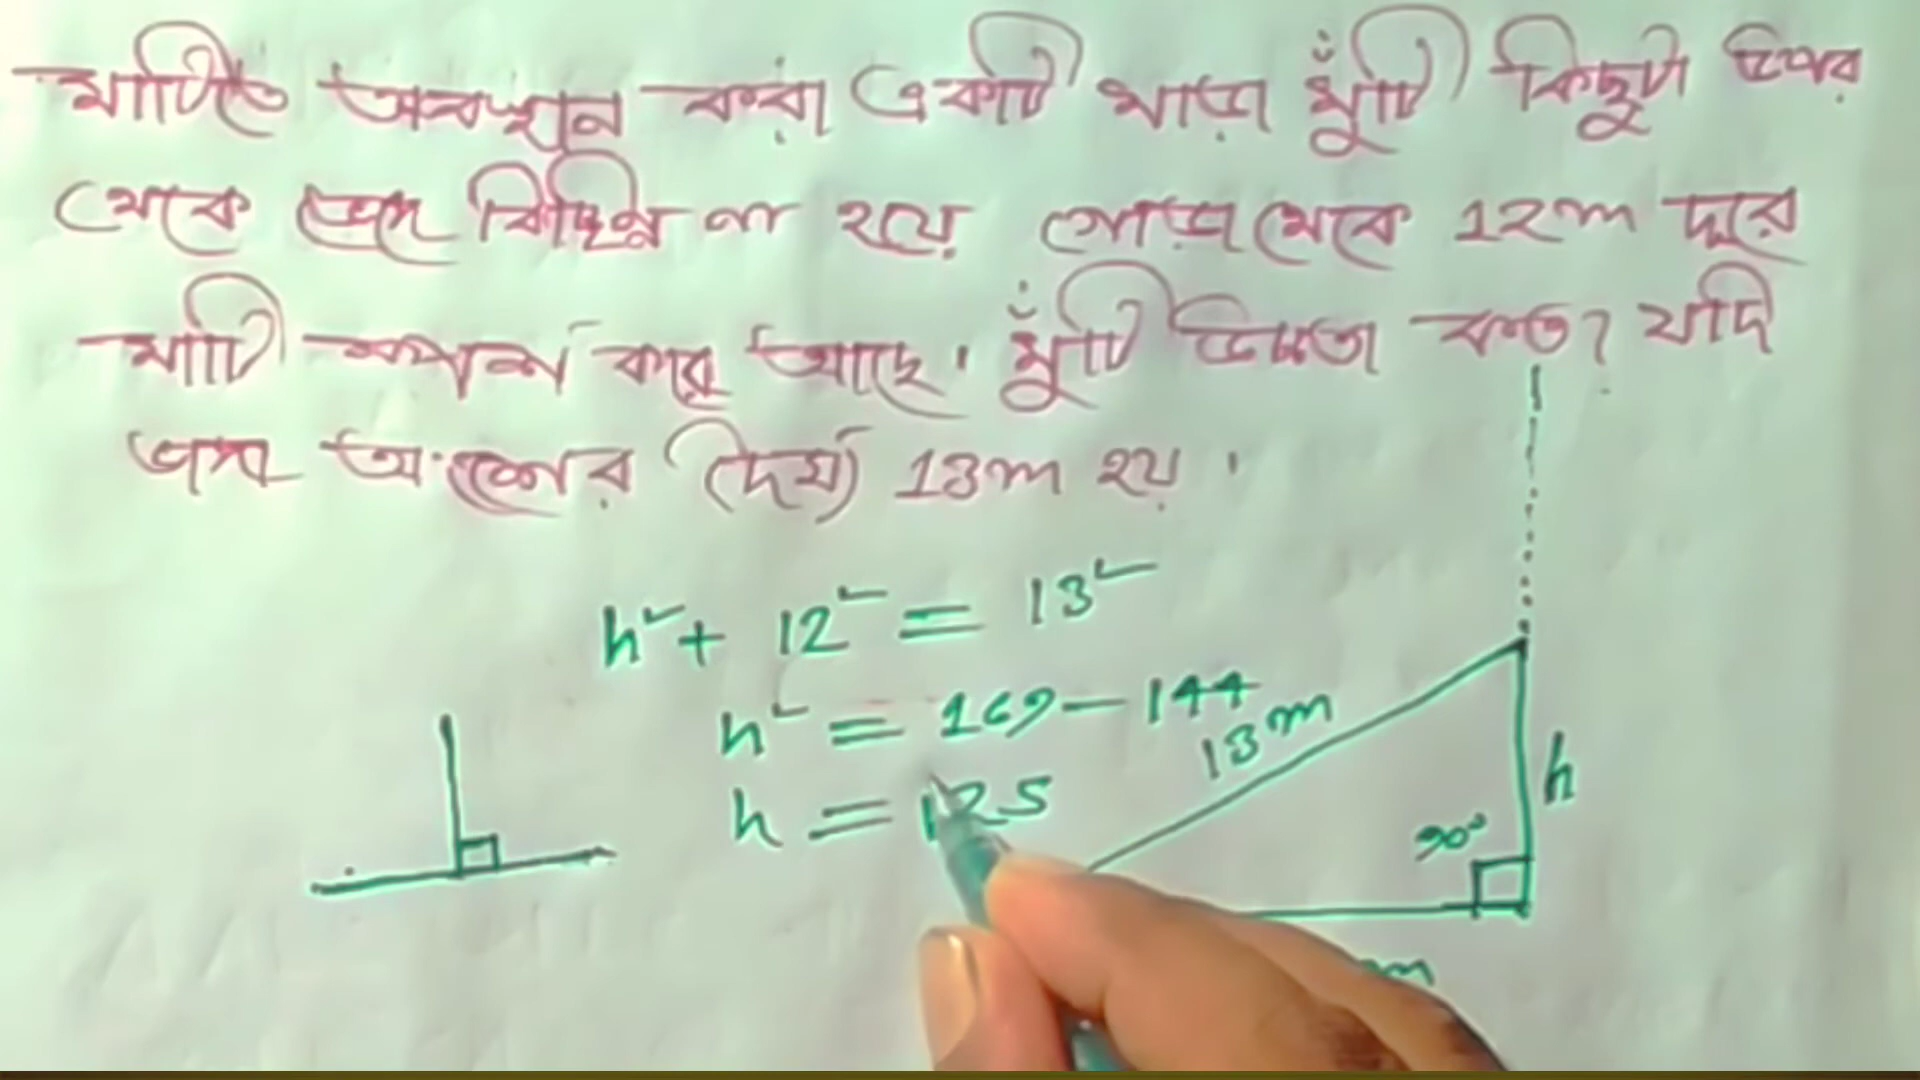 মাটিতে অবস্থান করা একটি খাড়া খুঁটি কিছুটা উপর
থেকে ভেঙ্গে বিচ্ছিন্ন না হয়ে গোড়া থেকে 12m দূরে
মাটি স্পর্শ করে আছে। খুঁটি উচ্চতা কত? যদি
ভাঙ্গা অংশের দৈর্ঘ্য 13m হয়।
h² + 12² = 13²
h² = 169 - 144
13m
h = 125
h
90°
m